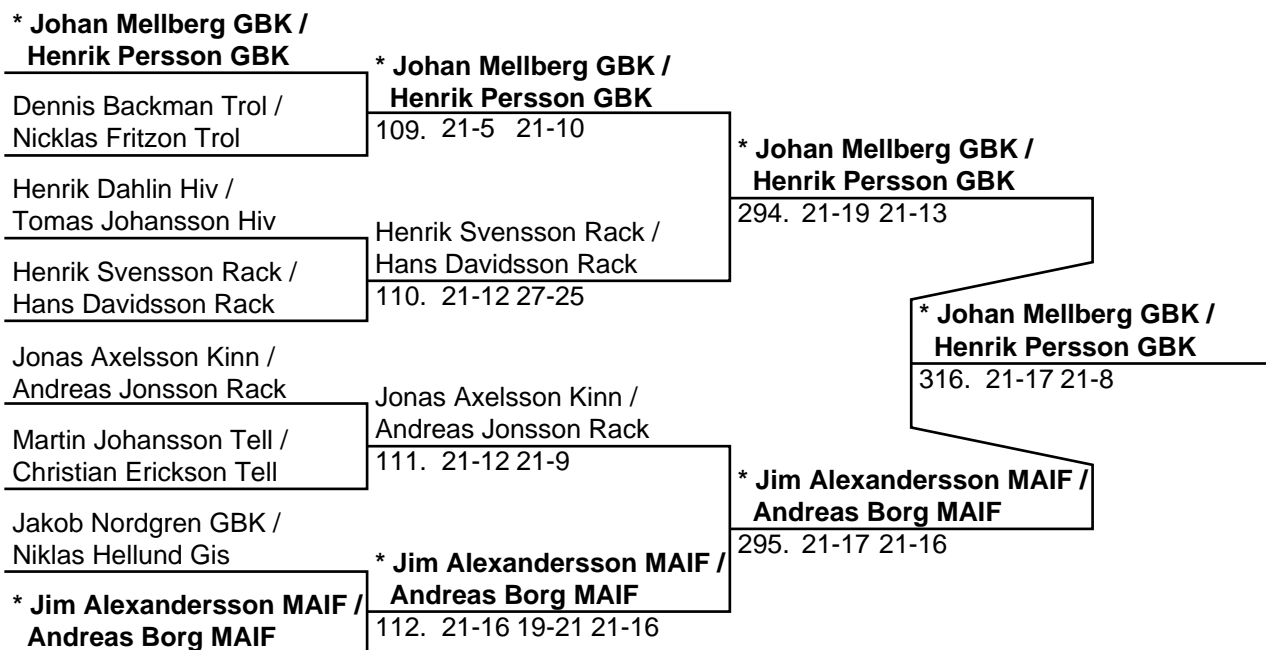 * Johan Mellberg GBK /
Henrik Persson GBK
Dennis Backman Trol /
Nicklas Fritzon Trol
Henrik Dahlin Hiv /
Tomas Johansson Hiv
Henrik Svensson Rack /
Hans Davidsson Rack
Jonas Axelsson Kinn /
Andreas Jonsson Rack
Martin Johansson Tell /
Christian Erickson Tell
Jakob Nordgren GBK /
Niklas Hellund Gis
* Jim Alexandersson MAIF /
Andreas Borg MAIF
* Johan Mellberg GBK /
Henrik Persson GBK
109. 21-5 21-10
Henrik Svensson Rack /
Hans Davidsson Rack
110. 21-12 27-25
Jonas Axelsson Kinn /
Andreas Jonsson Rack
111. 21-12 21-9
* Jim Alexandersson MAIF /
Andreas Borg MAIF
112. 21-16 19-21 21-16
* Johan Mellberg GBK /
Henrik Persson GBK
294. 21-19 21-13
* Jim Alexandersson MAIF /
Andreas Borg MAIF
295. 21-17 21-16
* Johan Mellberg GBK /
Henrik Persson GBK
316. 21-17 21-8